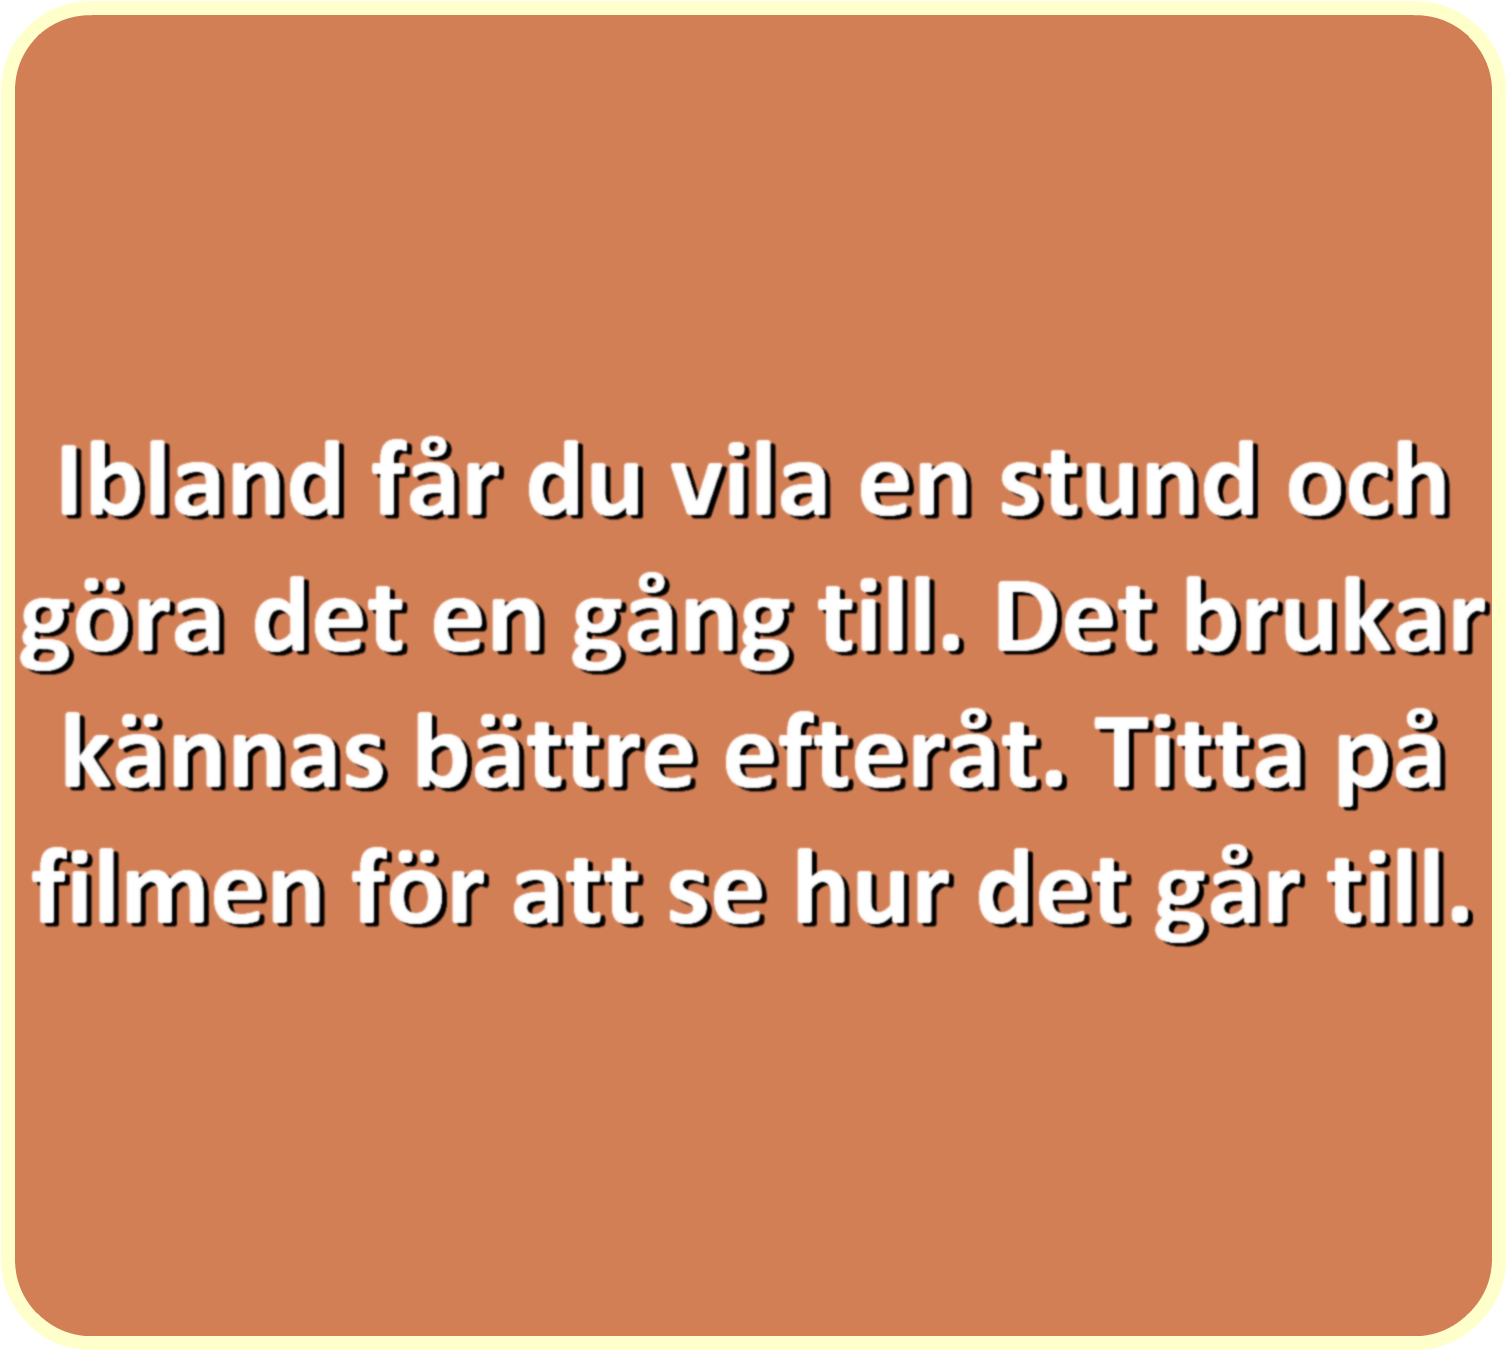 Ibland får du vila en stund och
göra det en gång till. Det brukar
kännas bättre efteråt. Titta på
filmen för att se hur det går till.